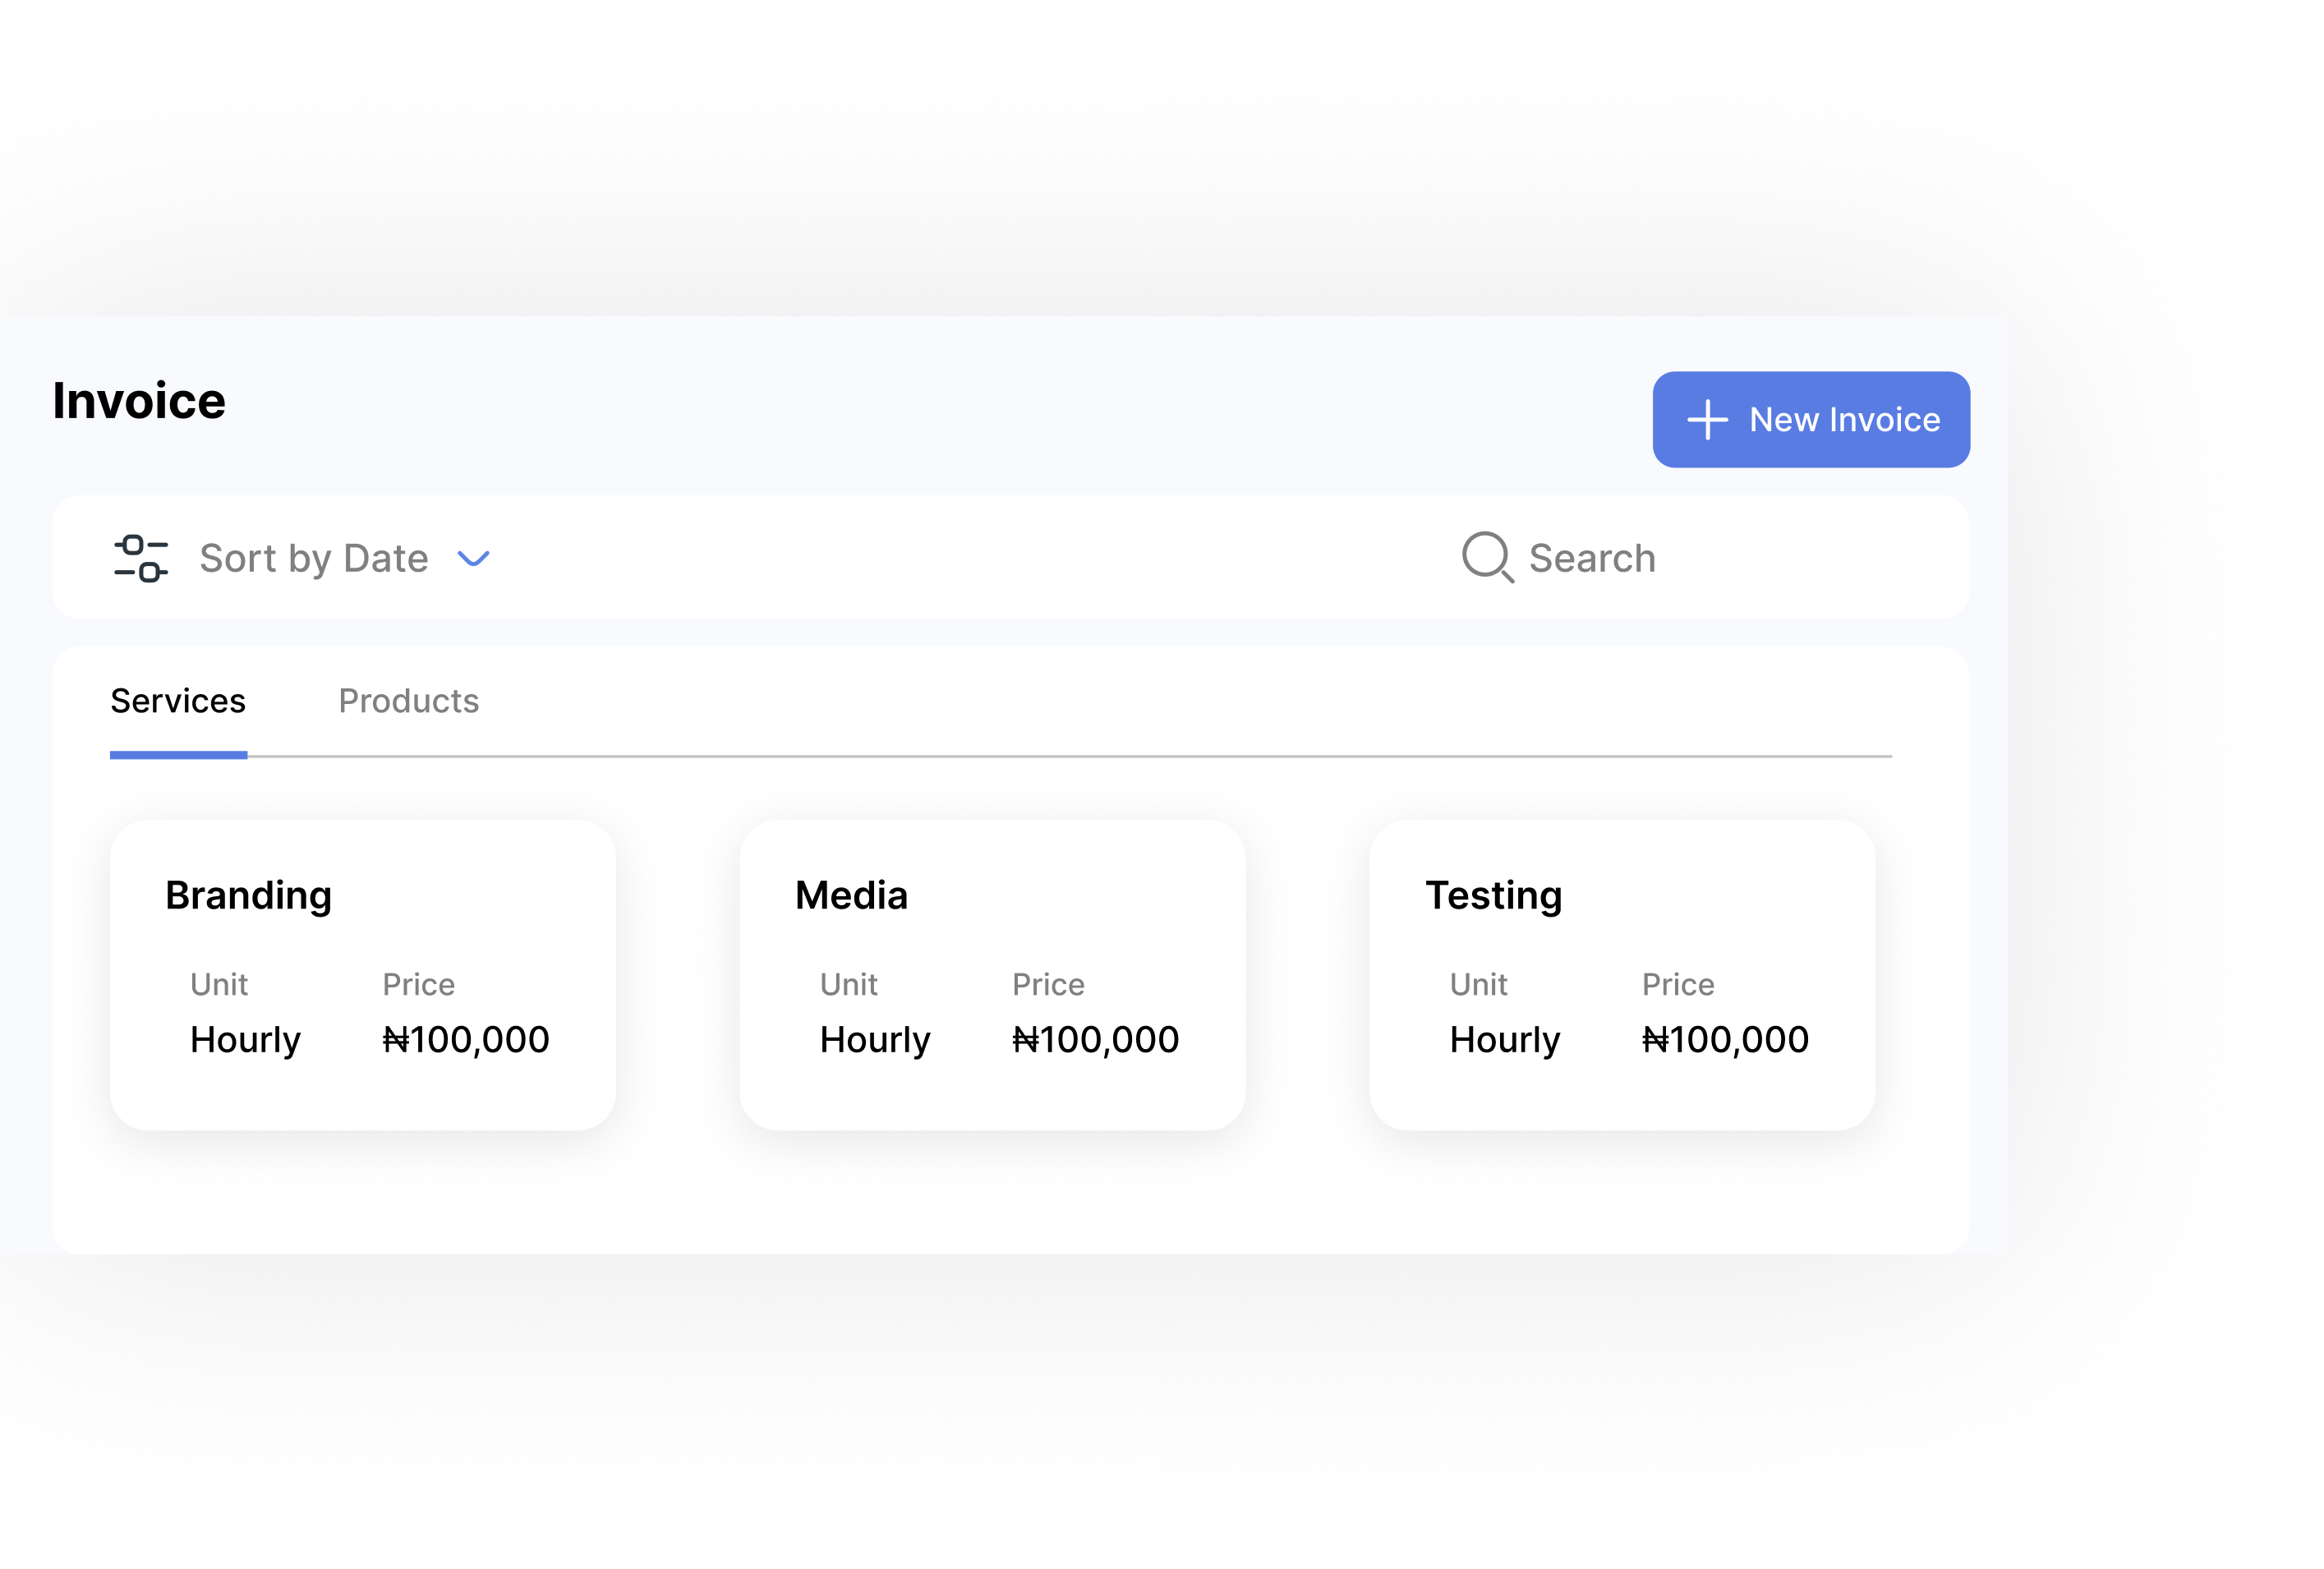 Invoice
New Invoice
Sort by Date
Search
Services Products
Branding
Unit Price
Hourly ₦100,000
Media
Unit Price
Hourly ₦100,000
Testing
Unit Price
Hourly ₦100,000